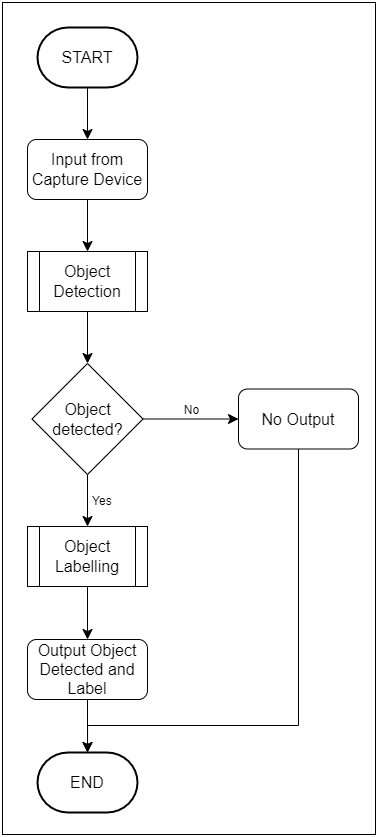 START
Input from
Capture Device
Object
Detection
Object
detected?
No
No Output
Yes
Object
Labelling
Output Object
Detected and
Label
END